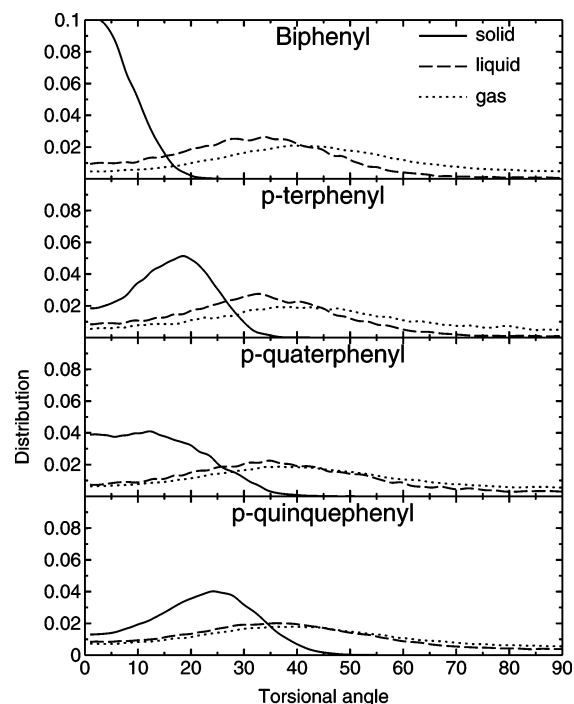 0.1
Biphenyl
solid
0.08
liquid
0.06
gas
0.04
0.02
p-terphenyl
0.08
0.06
0.04
0.02
p-quaterphenyl
0.08
0.06
0.04
0.02
p-quinquephenyl
0.08
0.06
0.04
0.02
0
Distribution
0 10 20 30 40 50 60 70 80 90
Torsional angle